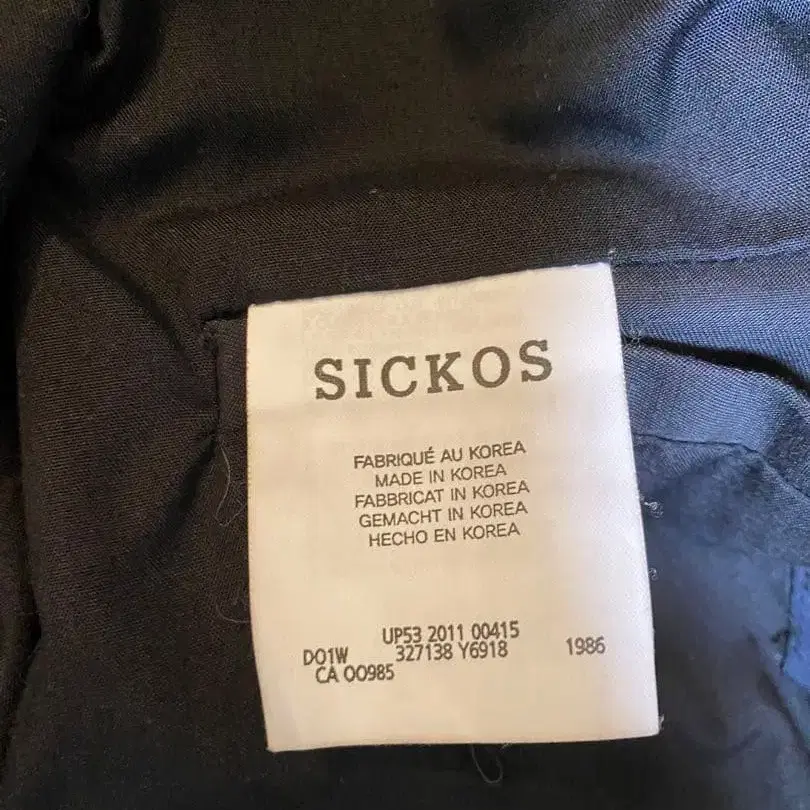 SICKOS
FABRIQUÉ AU KOREA
MADE IN KOREA
FABBRICAT IN KOREA
GEMACHT IN KOREA
HECHO EN KOREA
UP53 2011 00415
D01W 327138 Y6918 1986
CA 00985